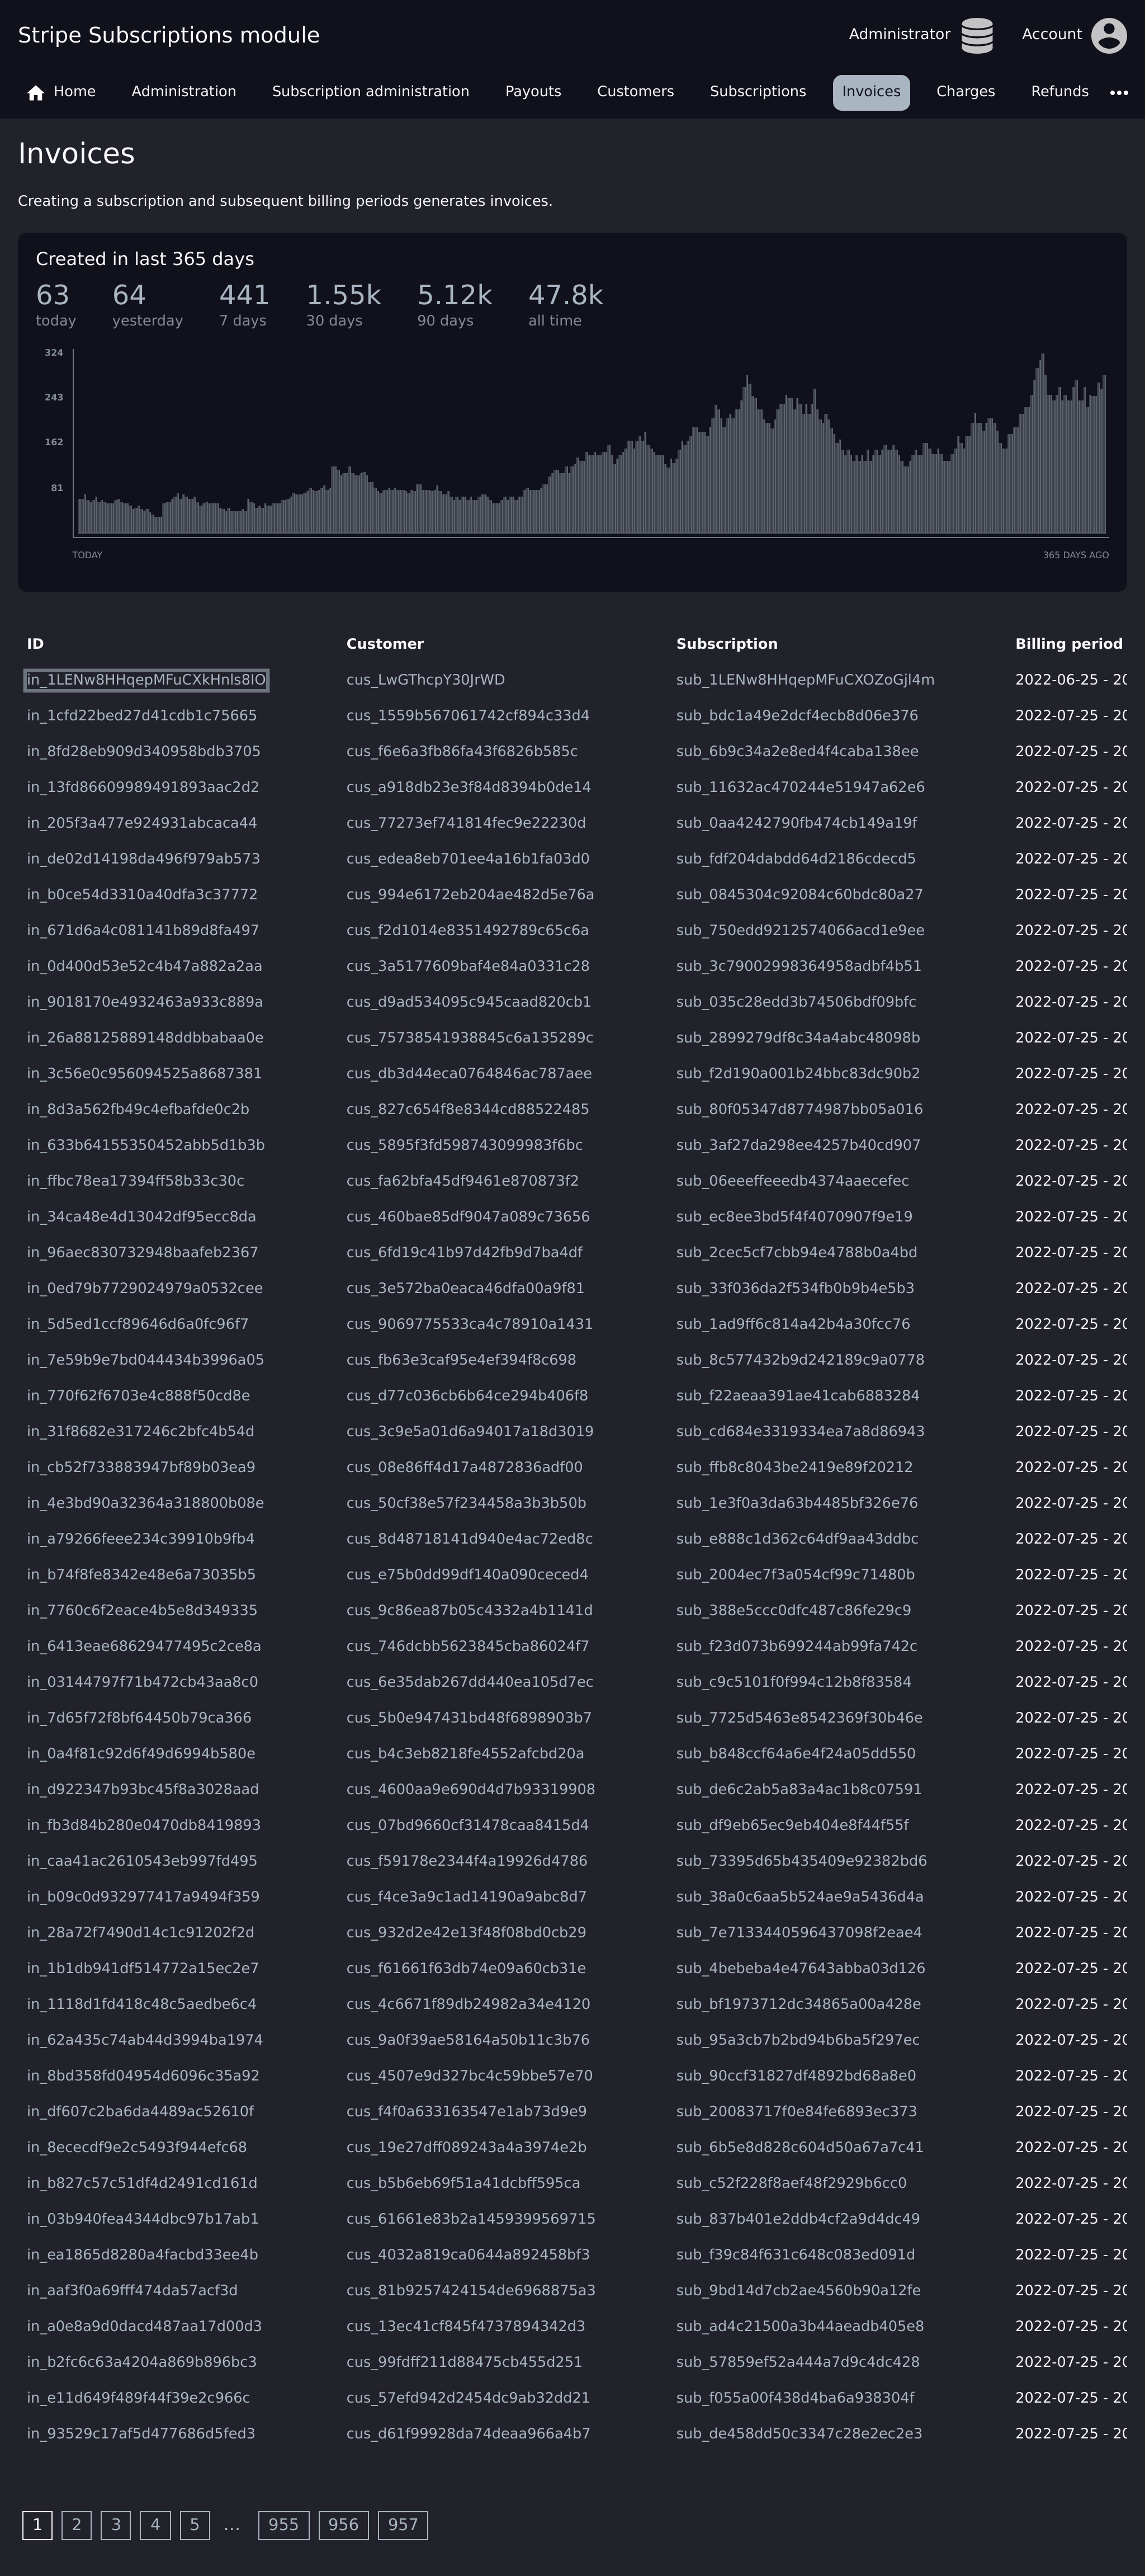 Stripe Subscriptions module
Administrator
Account
Home Administration Subscription administration Payouts Customers Subscriptions Invoices Charges Refunds •••
Invoices
Creating a subscription and subsequent billing periods generates invoices.
Created in last 365 days
63 64 441 1.55k 5.12k 47.8k
today yesterday 7 days 30 days 90 days all time
324
243
162
81
TODAY 365 DAYS AGO
ID Customer Subscription Billing period
in_1LENw8HHqepMFuCXkHnls8IO cus_LwGThcpY30JrWD sub_1LENw8HHqepMFuCXOZoGjl4m 2022-06-25 - 20
in_1cfd22bed27d41cdb1c75665 cus_1559b567061742cf894c33d4 sub_bdc1a49e2dcf4ecb8d06e376 2022-07-25 - 20
in_8fd28eb909d340958bdb3705 cus_f6e6a3fb86fa43f6826b585c sub_6b9c34a2e8ed4f4caba138ee 2022-07-25 - 20
in_13fd86609989491893aac2d2 cus_a918db23e3f84d8394b0de14 sub_11632ac470244e51947a62e6 2022-07-25 - 20
in_205f3a477e924931abcaca44 cus_77273ef741814fec9e22230d sub_0aa4242790fb474cb149a19f 2022-07-25 - 20
in_de02d14198da496f979ab573 cus_edea8eb701ee4a16b1fa03d0 sub_fdf204dabdd64d2186cdecd5 2022-07-25 - 20
in_b0ce54d3310a40dfa3c37772 cus_994e6172eb204ae482d5e76a sub_0845304c92084c60bdc80a27 2022-07-25 - 20
in_671d6a4c081141b89d8fa497 cus_f2d1014e8351492789c65c6a sub_750edd9212574066acd1e9ee 2022-07-25 - 20
in_0d400d53e52c4b47a882a2aa cus_3a5177609baf4e84a0331c28 sub_3c79002998364958adbf4b51 2022-07-25 - 20
in_9018170e4932463a933c889a cus_d9ad534095c945caad820cb1 sub_035c28edd3b74506bdf09bfc 2022-07-25 - 20
in_26a88125889148ddbbabaa0e cus_75738541938845c6a135289c sub_2899279df8c34a4abc48098b 2022-07-25 - 20
in_3c56e0c956094525a8687381 cus_db3d44eca0764846ac787aee sub_f2d190a001b24bbc83dc90b2 2022-07-25 - 20
in_8d3a562fb49c4efbafde0c2b cus_827c654f8e8344cd88522485 sub_80f05347d8774987bb05a016 2022-07-25 - 20
in_633b64155350452abb5d1b3b cus_5895f3fd598743099983f6bc sub_3af27da298ee4257b40cd907 2022-07-25 - 20
in_ffbc78ea17394ff58b33c30c cus_fa62bfa45df9461e870873f2 sub_06eeeffeeedb4374aaecefec 2022-07-25 - 20
in_34ca48e4d13042df95ecc8da cus_460bae85df9047a089c73656 sub_ec8ee3bd5f4f4070907f9e19 2022-07-25 - 20
in_96aec830732948baafeb2367 cus_6fd19c41b97d42fb9d7ba4df sub_2cec5cf7cbb94e4788b0a4bd 2022-07-25 - 20
in_0ed79b7729024979a0532cee cus_3e572ba0eaca46dfa00a9f81 sub_33f036da2f534fb0b9b4e5b3 2022-07-25 - 20
in_5d5ed1ccf89646d6a0fc96f7 cus_9069775533ca4c78910a1431 sub_1ad9ff6c814a42b4a30fcc76 2022-07-25 - 20
in_7e59b9e7bd044434b3996a05 cus_fb63e3caf95e4ef394f8c698 sub_8c577432b9d242189c9a0778 2022-07-25 - 20
in_770f62f6703e4c888f50cd8e cus_d77c036cb6b64ce294b406f8 sub_f22aeaa391ae41cab6883284 2022-07-25 - 20
in_31f8682e317246c2bfc4b54d cus_3c9e5a01d6a94017a18d3019 sub_cd684e3319334ea7a8d86943 2022-07-25 - 20
in_cb52f733883947bf89b03ea9 cus_08e86ff4d17a4872836adf00 sub_ffb8c8043be2419e89f20212 2022-07-25 - 20
in_4e3bd90a32364a318800b08e cus_50cf38e57f234458a3b3b50b sub_1e3f0a3da63b4485bf326e76 2022-07-25 - 20
in_a79266feee234c39910b9fb4 cus_8d48718141d940e4ac72ed8c sub_e888c1d362c64df9aa43ddbc 2022-07-25 - 20
in_b74f8fe8342e48e6a73035b5 cus_e75b0dd99df140a090ceced4 sub_2004ec7f3a054cf99c71480b 2022-07-25 - 20
in_7760c6f2eace4b5e8d349335 cus_9c86ea87b05c4332a4b1141d sub_388e5ccc0dfc487c86fe29c9 2022-07-25 - 20
in_6413eae68629477495c2ce8a cus_746dcbb5623845cba86024f7 sub_f23d073b699244ab99fa742c 2022-07-25 - 20
in_03144797f71b472cb43aa8c0 cus_6e35dab267dd440ea105d7ec sub_c9c5101f0f994c12b8f83584 2022-07-25 - 20
in_7d65f72f8bf64450b79ca366 cus_5b0e947431bd48f6898903b7 sub_7725d5463e8542369f30b46e 2022-07-25 - 20
in_0a4f81c92d6f49d6994b580e cus_b4c3eb8218fe4552afcbd20a sub_b848ccf64a6e4f24a05dd550 2022-07-25 - 20
in_d922347b93bc45f8a3028aad cus_4600aa9e690d4d7b93319908 sub_de6c2ab5a83a4ac1b8c07591 2022-07-25 - 20
in_fb3d84b280e0470db8419893 cus_07bd9660cf31478caa8415d4 sub_df9eb65ec9eb404e8f44f55f 2022-07-25 - 20
in_caa41ac2610543eb997fd495 cus_f59178e2344f4a19926d4786 sub_73395d65b435409e92382bd6 2022-07-25 - 20
in_b09c0d932977417a9494f359 cus_f4ce3a9c1ad14190a9abc8d7 sub_38a0c6aa5b524ae9a5436d4a 2022-07-25 - 20
in_28a72f7490d14c1c91202f2d cus_932d2e42e13f48f08bd0cb29 sub_7e7133440596437098f2eae4 2022-07-25 - 20
in_1b1db941df514772a15ec2e7 cus_f61661f63db74e09a60cb31e sub_4bebeba4e47643abba03d126 2022-07-25 - 20
in_1118d1fd418c48c5aedbe6c4 cus_4c6671f89db24982a34e4120 sub_bf1973712dc34865a00a428e 2022-07-25 - 20
in_62a435c74ab44d3994ba1974 cus_9a0f39ae58164a50b11c3b76 sub_95a3cb7b2bd94b6ba5f297ec 2022-07-25 - 20
in_8bd358fd04954d6096c35a92 cus_4507e9d327bc4c59bbe57e70 sub_90ccf31827df4892bd68a8e0 2022-07-25 - 20
in_df607c2ba6da4489ac52610f cus_f4f0a633163547e1ab73d9e9 sub_20083717f0e84fe6893ec373 2022-07-25 - 20
in_8ececdf9e2c5493f944efc68 cus_19e27dff089243a4a3974e2b sub_6b5e8d828c604d50a67a7c41 2022-07-25 - 20
in_b827c57c51df4d2491cd161d cus_b5b6eb69f51a41dcbff595ca sub_c52f228f8aef48f2929b6cc0 2022-07-25 - 20
in_03b940fea4344dbc97b17ab1 cus_61661e83b2a1459399569715 sub_837b401e2ddb4cf2a9d4dc49 2022-07-25 - 20
in_ea1865d8280a4facbd33ee4b cus_4032a819ca0644a892458bf3 sub_f39c84f631c648c083ed091d 2022-07-25 - 20
in_aaf3f0a69fff474da57acf3d cus_81b9257424154de6968875a3 sub_9bd14d7cb2ae4560b90a12fe 2022-07-25 - 20
in_a0e8a9d0dacd487aa17d00d3 cus_13ec41cf845f4737894342d3 sub_ad4c21500a3b44aeadb405e8 2022-07-25 - 20
in_b2fc6c63a4204a869b896bc3 cus_99fdff211d88475cb455d251 sub_57859ef52a444a7d9c4dc428 2022-07-25 - 20
in_e11d649f489f44f39e2c966c cus_57efd942d2454dc9ab32dd21 sub_f055a00f438d4ba6a938304f 2022-07-25 - 20
in_93529c17af5d477686d5fed3 cus_d61f99928da74deaa966a4b7 sub_de458dd50c3347c28e2ec2e3 2022-07-25 - 20
1 2 3 4 5 ... 955 956 957